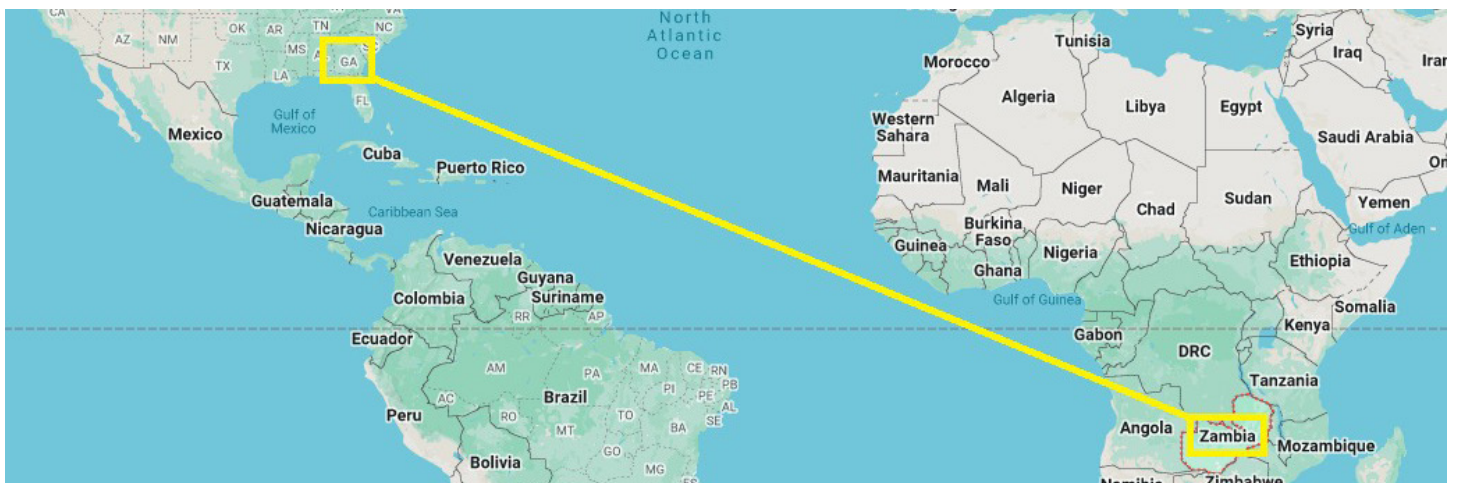 CA
VA
North
Atlantic
Ocean
AZ
NM
OK
AR
TN
NC
MS
GA
TX
LA
FL
Gulf of
Mexico
Mexico
Cuba
Puerto Rico
Guatemala
Caribbean Sea
Nicaragua
Venezuela
Guyana
Suriname
Colombia
RR
AP
Ecuador
AM
PA
MA
CE
RN
PB
PI
PE
AL
SE
AC
RO
Brazil
TO
BA
MT
Peru
GO
MG
Bolivia
ES
Tunisia
Morocco
Syria
Iraq
Algeria
Libya
Egypt
Western
Sahara
Saudi Arabia
Mauritania
Mali
Niger
Chad
Sudan
Yemen
Gulf of Aden
Burkina
Faso
Guinea
Ghana
Nigeria
Ethiopia
Gulf of Guinea
Somalia
Gabon
Kenya
DRC
Tanzania
Angola
Zambia
Mozambique
Zimbabwe